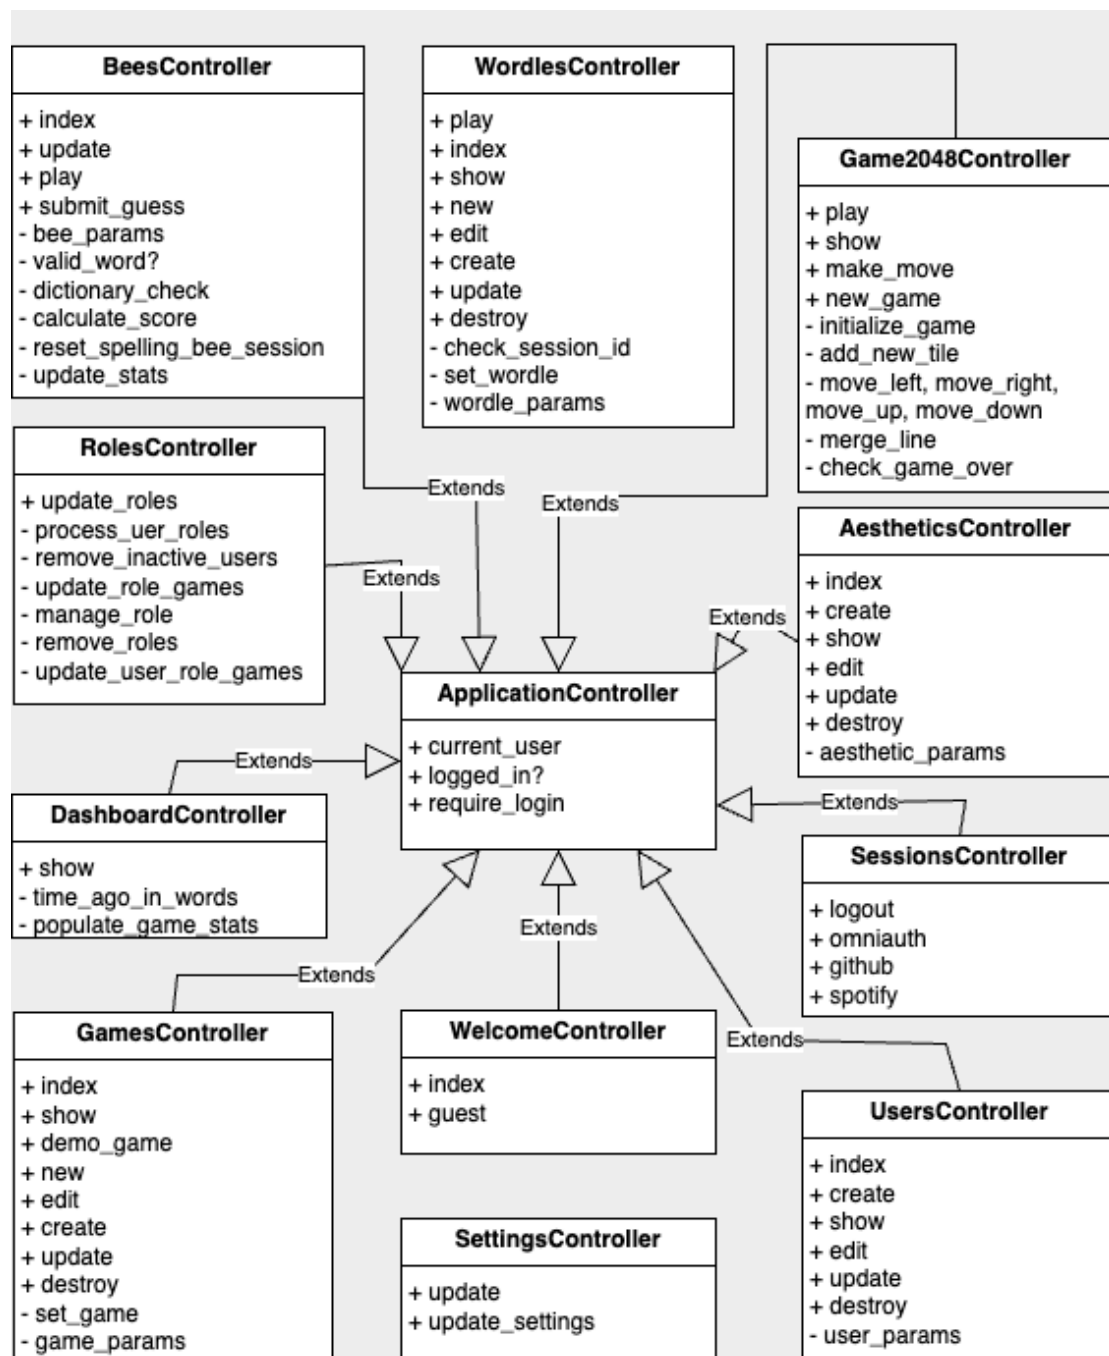 BeesController
+ index
+ update
+ play
+ submit_guess
- bee_params
- valid_word?
- dictionary_check
- calculate_score
- reset_spelling_bee_session
- update_stats
WordlesController
+ play
+ index
+ show
+ new
+ edit
+ create
+ update
+ destroy
- check_session_id
- set_wordle
- wordle_params
Game2048Controller
+ play
+ show
+ make_move
+ new_game
- initialize_game
- add_new_tile
- move_left, move_right,
move_up, move_down
- merge_line
- check_game_over
RolesController
+ update_roles
- process_uer_roles
- remove_inactive_users
- update_role_games
- manage_role
- remove_roles
- update_user_role_games
Extends
Extends
Extends
AestheticsController
+ index
+ create
+ show
+ edit
+ update
+ destroy
- aesthetic_params
Extends
ApplicationController
+ current_user
+ logged_in?
+ require_login
Extends
DashboardController
+ show
- time_ago_in_words
- populate_game_stats
Extends
SessionsController
+ logout
+ omniauth
+ github
+ spotify
Extends
Extends
Extends
GamesController
+ index
+ show
+ demo_game
+ new
+ edit
+ create
+ update
+ destroy
- set_game
- game_params
WelcomeController
+ index
+ guest
UsersController
+ index
+ create
+ show
+ edit
+ update
+ destroy
- user_params
SettingsController
+ update
+ update_settings